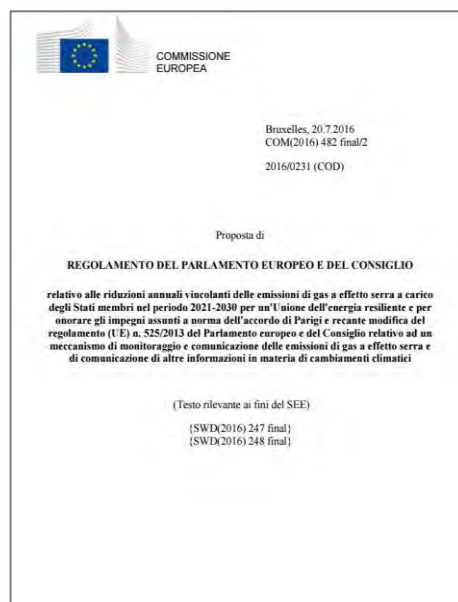 COMMISSIONE
EUROPEA
Bruxelles, 20.7.2016
COM(2016) 482 final/2
2016/0231 (COD)
Proposta di
REGOLAMENTO DEL PARLAMENTO EUROPEO E DEL CONSIGLIO
relativo alle riduzioni annuali vincolanti delle emissioni di gas a effetto serra a carico
degli Stati membri nel periodo 2021-2030 per un'Unione dell'energia resiliente e per
onorare gli impegni assunti a norma dell'accordo di Parigi e recante modifica del
regolamento (UE) n. 525/2013 del Parlamento europeo e del Consiglio relativo ad un
meccanismo di monitoraggio e comunicazione delle emissioni di gas a effetto serra e
di comunicazione di altre informazioni in materia di cambiamenti climatici
(Testo rilevante ai fini del SEE)
{SWD(2016) 247 final}
{SWD(2016) 248 final}